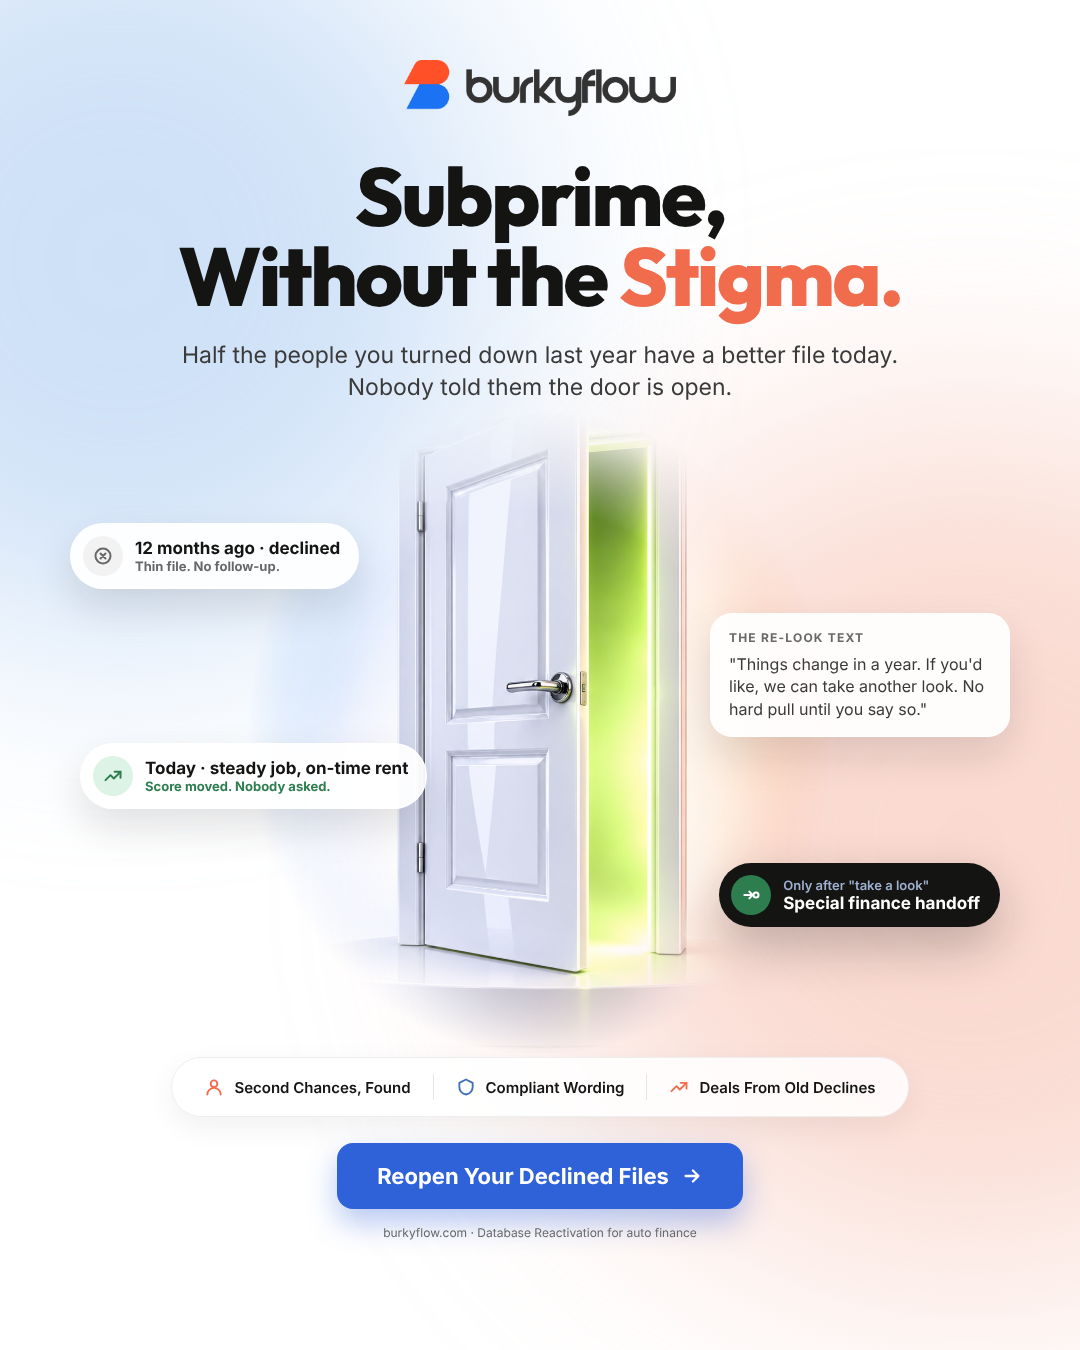 burkyflow
Subprime,
Without the Stigma.
Half the people you turned down last year have a better file today.
Nobody told them the door is open.
12 months ago · declined
Thin file. No follow-up.
THE RE-LOOK TEXT
"Things change in a year. If you'd
like, we can take another look. No
hard pull until you say so."
Today · steady job, on-time rent
Score moved. Nobody asked.
Only after "take a look"
Special finance handoff
Second Chances, Found
Compliant Wording
Deals From Old Declines
Reopen Your Declined Files →
burkyflow.com · Database Reactivation for auto finance